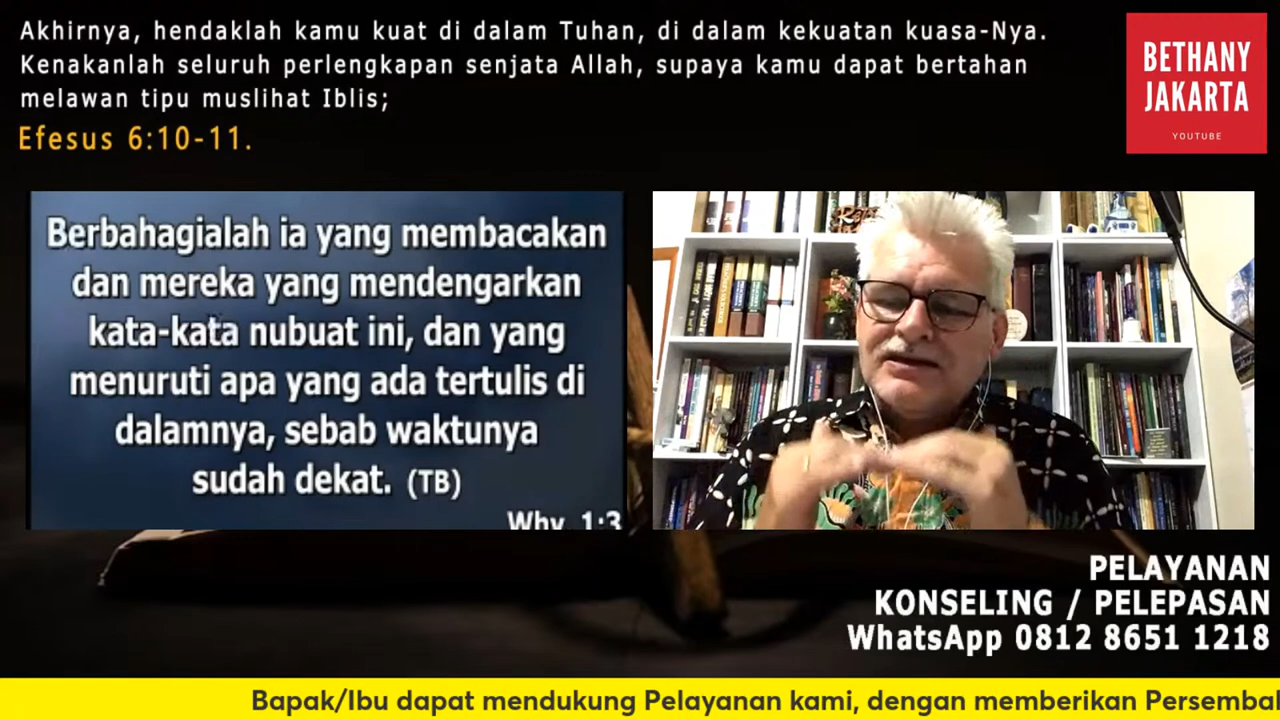 Akhirnya, hendaklah kamu kuat di dalam Tuhan, di dalam kekuatan kuasa-Nya.
Kenakanlah seluruh perlengkapan senjata Allah, supaya kamu dapat bertahan
melawan tipu muslihat Iblis;
Efesus 6:10-11.
BETHANY
JAKARTA
YOUTUBE
Berbahagialah ia yang membacakan
dan mereka yang mendengarkan
kata-kata nubuat ini, dan yang
menuruti apa yang ada tertulis di
dalamnya, sebab waktunya
sudah dekat. (TB)
Why 1:3
PELAYANAN
KONSELING / PELEPASAN
WhatsApp 0812 8651 1218
Bapak/Ibu dapat mendukung Pelayanan kami, dengan memberikan